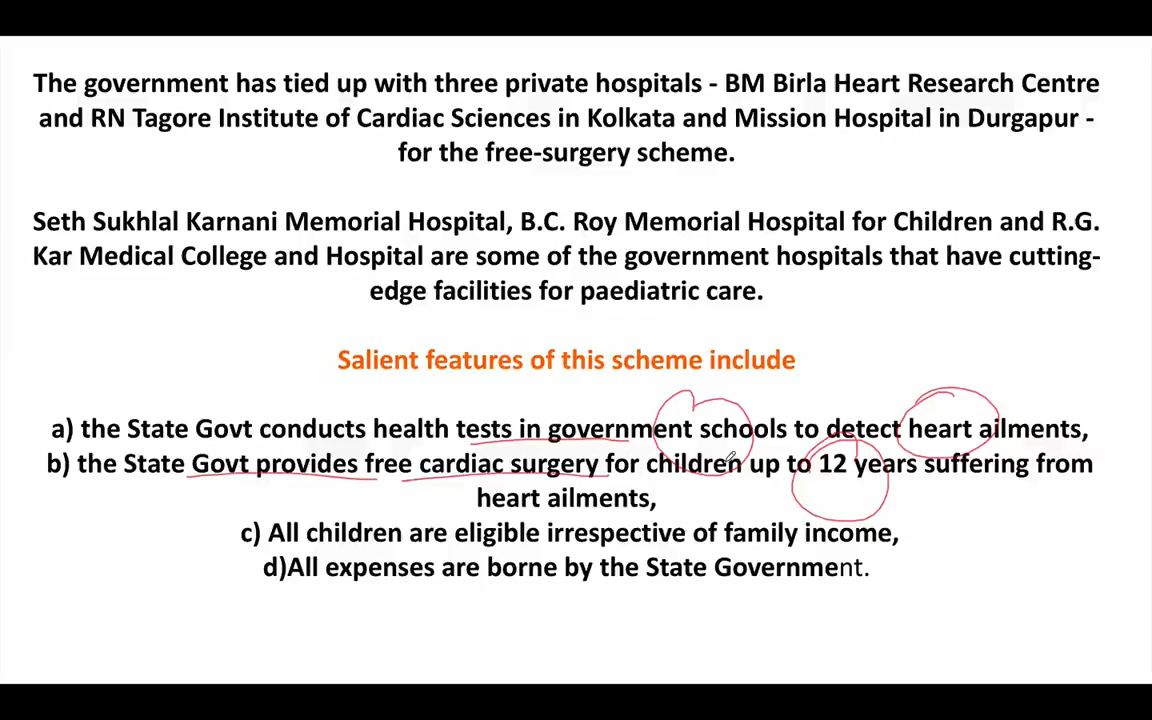 The government has tied up with three private hospitals - BM Birla Heart Research Centre
and RN Tagore Institute of Cardiac Sciences in Kolkata and Mission Hospital in Durgapur -
for the free-surgery scheme.
Seth Sukhlal Karnani Memorial Hospital, B.C. Roy Memorial Hospital for Children and R.G.
Kar Medical College and Hospital are some of the government hospitals that have cutting-
edge facilities for paediatric care.
Salient features of this scheme include
a) the State Govt conducts health tests in government schools to detect heart ailments,
b) the State Govt provides free cardiac surgery for children up to 12 years suffering from
heart ailments,
c) All children are eligible irrespective of family income,
d)All expenses are borne by the State Government.